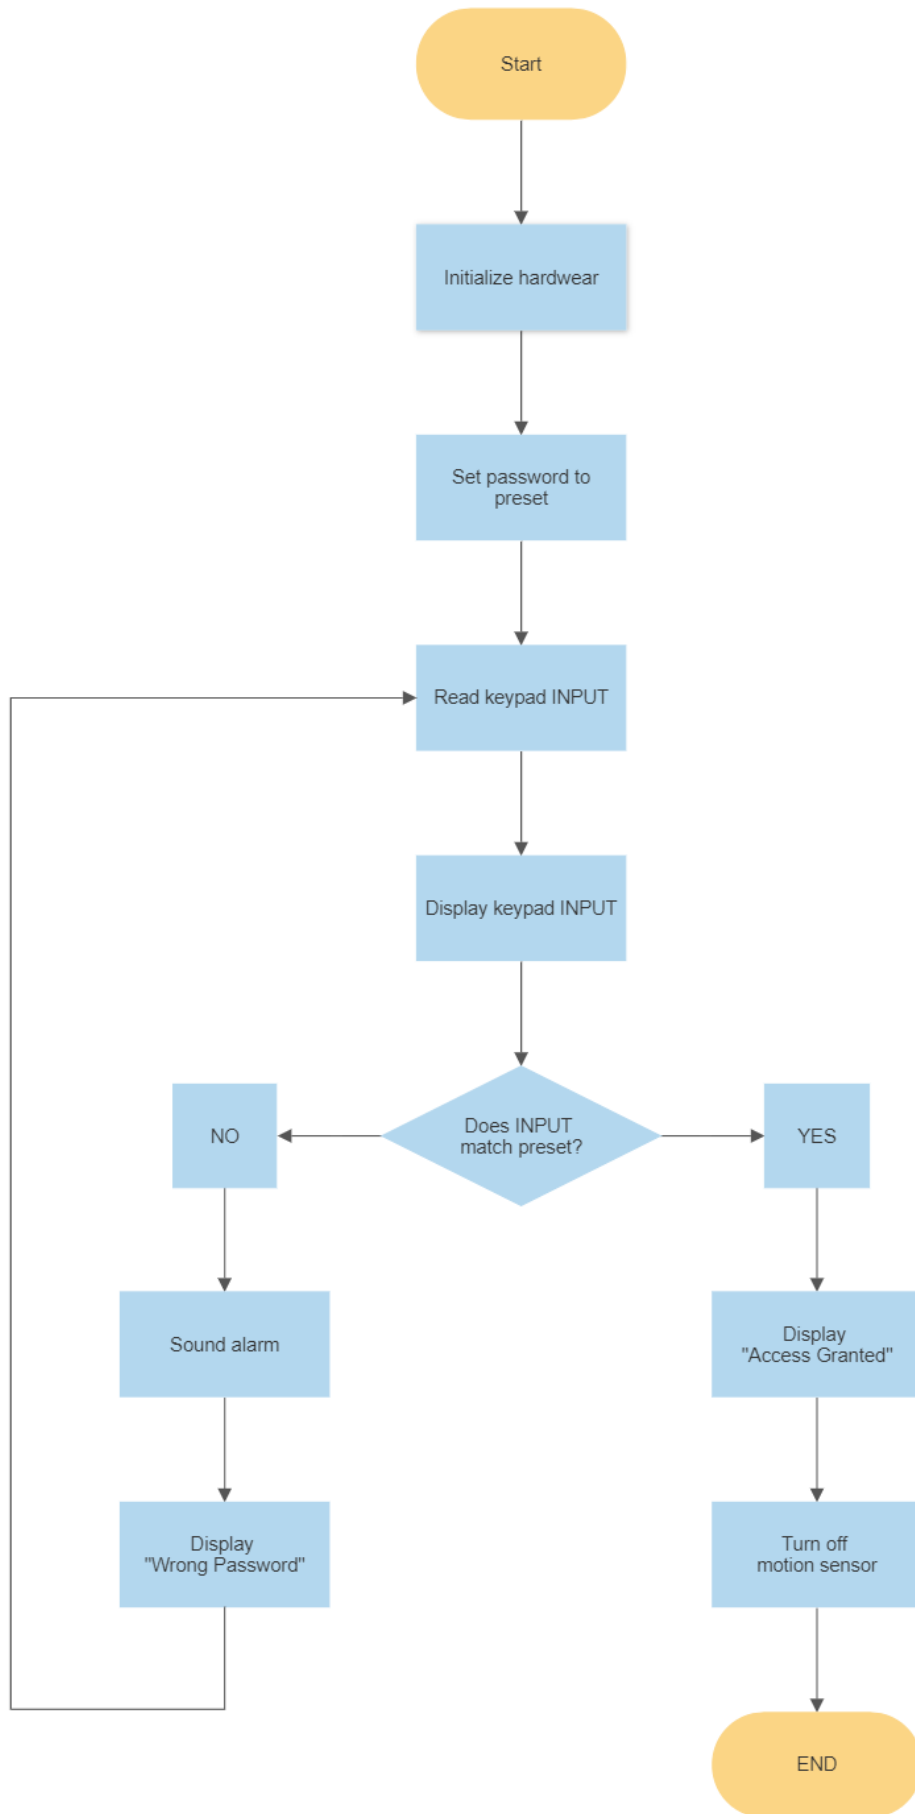 Start
Initialize hardwear
Set password to
preset
Read keypad INPUT
Display keypad INPUT
Does INPUT
match preset?
NO
YES
Sound alarm
Display
"Access Granted"
Display
"Wrong Password"
Turn off
motion sensor
END